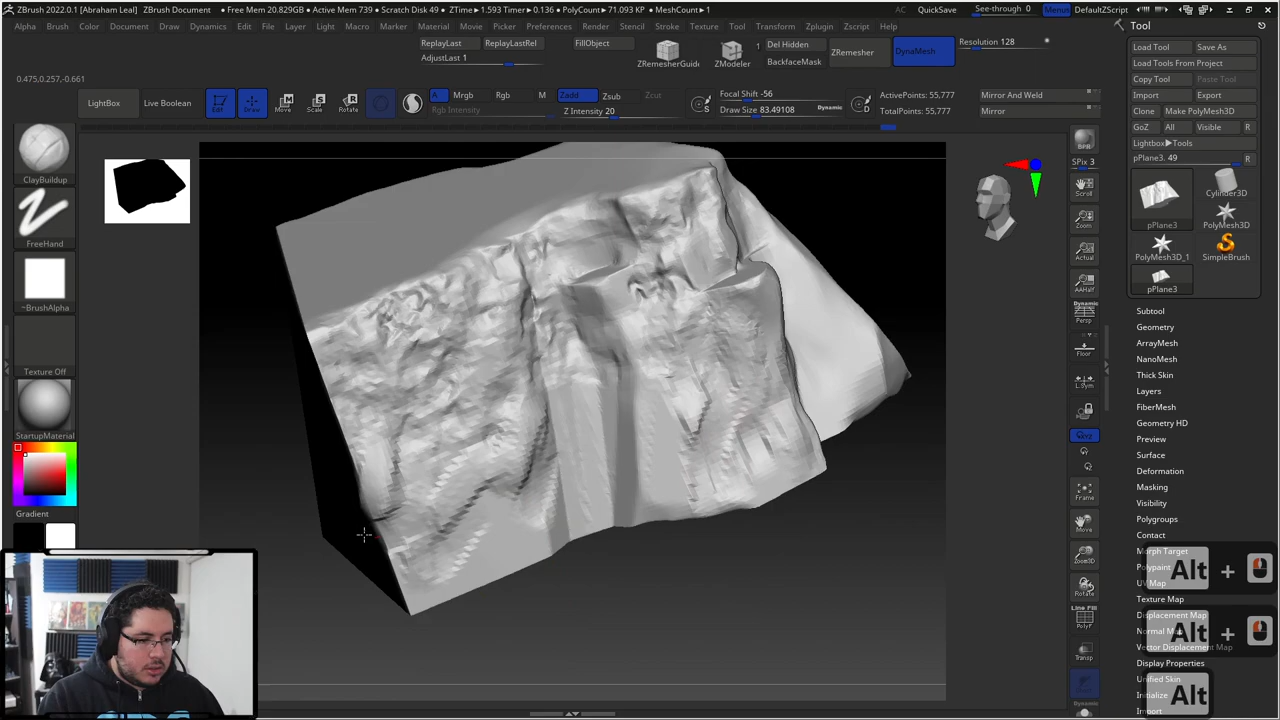 ZBrush 2022.0.1 [Abraham Leal]  ZBrush Document  • Free Mem 20.829GB • Active Mem 739 • Scratch Disk 49 • ZTime▸1.593 Timer▸0.136 • PolyCount▸71.093 KP • MeshCount▸1
QuickSave See-through 0 Menus DefaultZScript
Alpha Brush Color Document Draw Dynamics Edit File Layer Light Macro Marker Material Movie Picker Preferences Render Stencil Stroke Texture Tool Transform Zplugin Zscript Help
Tool
ReplayLast ReplayLastRel FillObject
AdjustLast 1
ZRemesherGuide ZModeler 1
Del Hidden
BackfaceMask
ZRemesher DynaMesh Resolution 128
Load Tool Save As
Load Tools From Project
Copy Tool Paste Tool
Import Export
Clone Make PolyMesh3D
GoZ All Visible R
Lightbox▸Tools
pPlane3. 49 R
0.475,0.257,-0.661
LightBox Live Boolean Edit Draw Move Scale Rotate
A Mrgb Rgb M Zadd Zsub Zcut
Rgb Intensity Z Intensity 20
Focal Shift -56
Draw Size 83.49108 Dynamic
S D
ActivePoints: 55,777
TotalPoints: 55,777
Mirror And Weld
Mirror
ClayBuildup
FreeHand
~BrushAlpha
Texture Off
StartupMaterial
Gradient
BPR
SPix 3
Scroll
Zoom
Actual
AAHalf
Dynamic
Persp
Floor
L.Sym
Xyz
Frame
Move
Zoom3D
Rotate
Line Fill
PolyF
Transp
pPlane3 Cylinder3D
PolyMesh3D
PolyMesh3D_1 SimpleBrush
pPlane3
Subtool
Geometry
ArrayMesh
NanoMesh
Thick Skin
Layers
FiberMesh
Geometry HD
Preview
Surface
Deformation
Masking
Visibility
Polygroups
Contact
Morph Target
Polypaint
UV Map
Texture Map
Displacement Map
Normal Map
Vector Displacement Map
Display Properties
Unified Skin
Initialize
Import
Alt +
Alt +
Alt